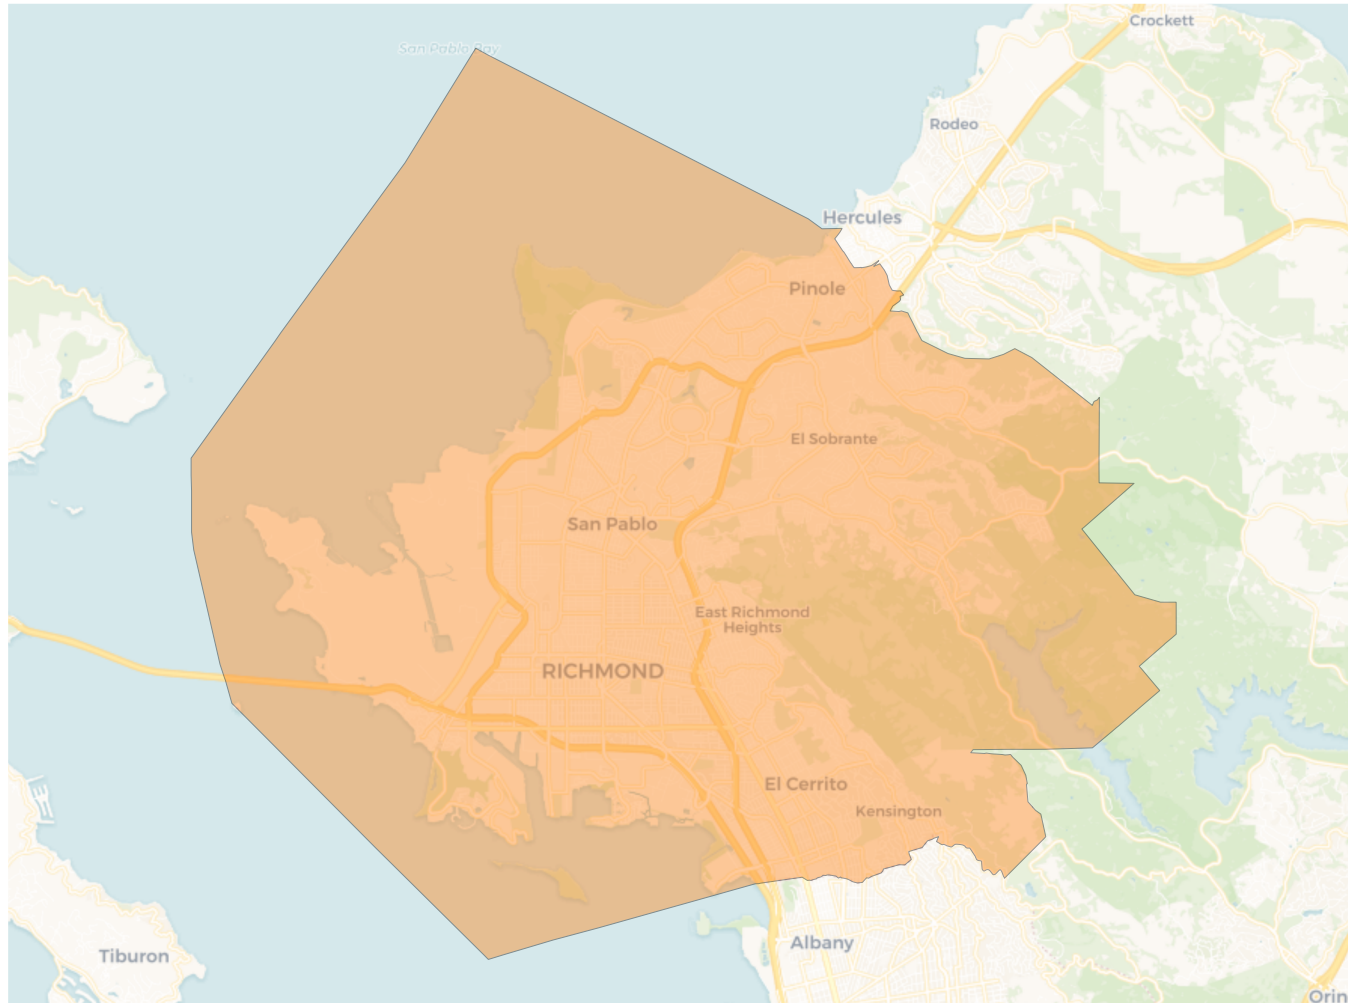 Crockett
San Pablo Bay
Rodeo
Hercules
Pinole
El Sobrante
San Pablo
East Richmond
Heights
RICHMOND
El Cerrito
Kensington
Albany
Tiburon
Orin